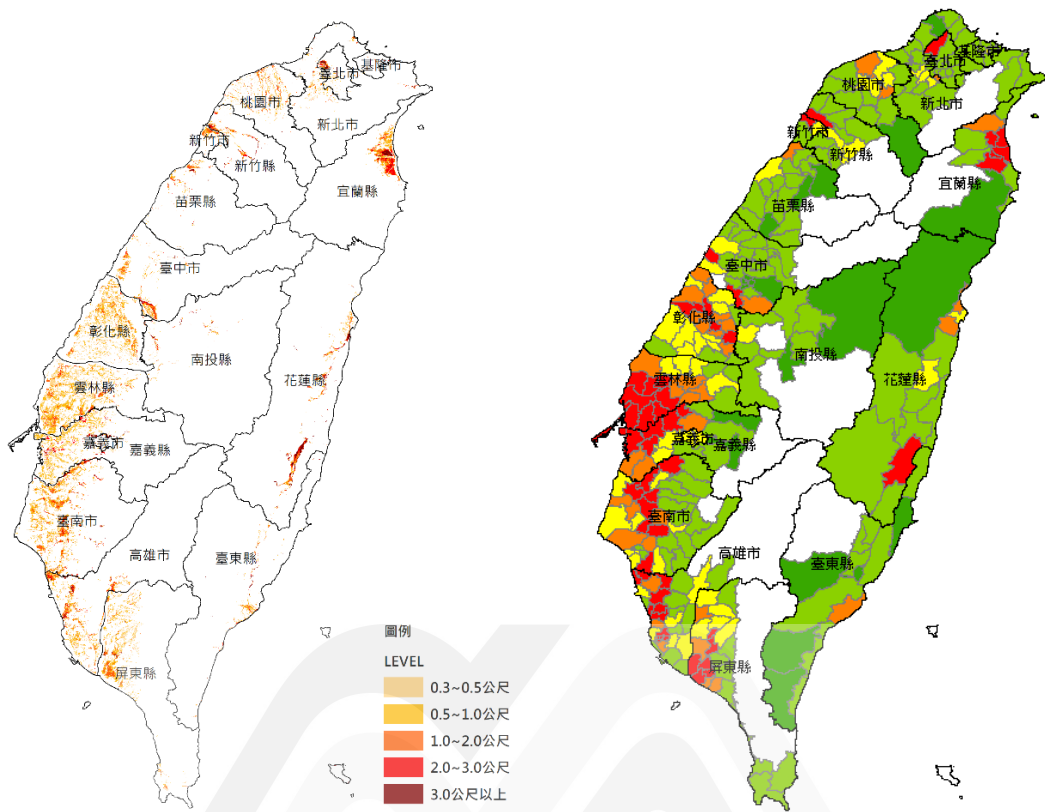 臺北市
基隆市
桃園市
新北市
新竹市
新竹縣
宜蘭縣
苗栗縣
臺中市
彰化縣
南投縣
花蓮縣
雲林縣
嘉義市
嘉義縣
臺南市
高雄市
臺東縣
屏東縣
圖例
LEVEL
0.3~0.5公尺
0.5~1.0公尺
1.0~2.0公尺
2.0~3.0公尺
3.0公尺以上
基隆市
臺北市
桃園市
新北市
新竹市
新竹縣
宜蘭縣
苗栗縣
臺中市
彰化縣
南投縣
雲林縣
花蓮縣
嘉義市
嘉義縣
臺南市
高雄市
臺東縣
屏東縣